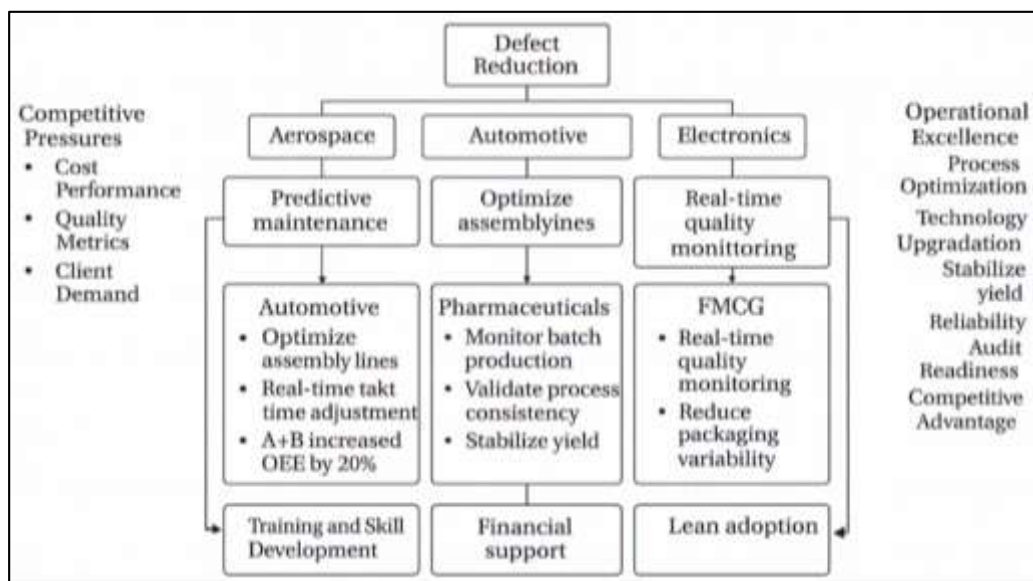 Defect
Reduction
Competitive
Pressures
• Cost
Performance
• Quality
Metrics
• Client
Demand
Aerospace
Automotive
Electronics
Predictive
maintenance
Optimize
assemblyines
Real-time
quality
monittoring
Automotive
• Optimize
assembly lines
• Real-time takt
time adjustment
• A+B increased
OEE by 20%
Pharmaceuticals
• Monitor batch
production
• Validate process
consistency
• Stabilize yield
FMCG
• Real-time
quality
monitoring
• Reduce
packaging
variability
Training and Skill
Development
Financial
support
Lean adoption
Operational
Excellence
Process
Optimization
Technology
Upgradation
Stabilize
yield
Reliability
Audit
Readiness
Competitive
Advantage